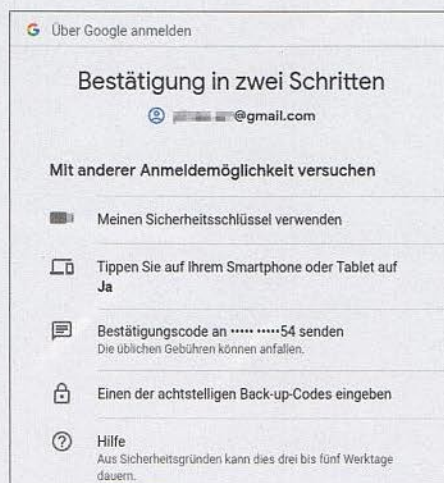 Über Google anmelden
Bestätigung in zwei Schritten
@gmail.com
Mit anderer Anmeldemöglichkeit versuchen
Meinen Sicherheitsschlüssel verwenden
Tippen Sie auf Ihrem Smartphone oder Tablet auf
Ja
Bestätigungscode an ••••• •••••54 senden
Die üblichen Gebühren können anfallen.
Einen der achtstelligen Back-up-Codes eingeben
Hilfe
Aus Sicherheitsgründen kann dies drei bis fünf Werktage
dauern.